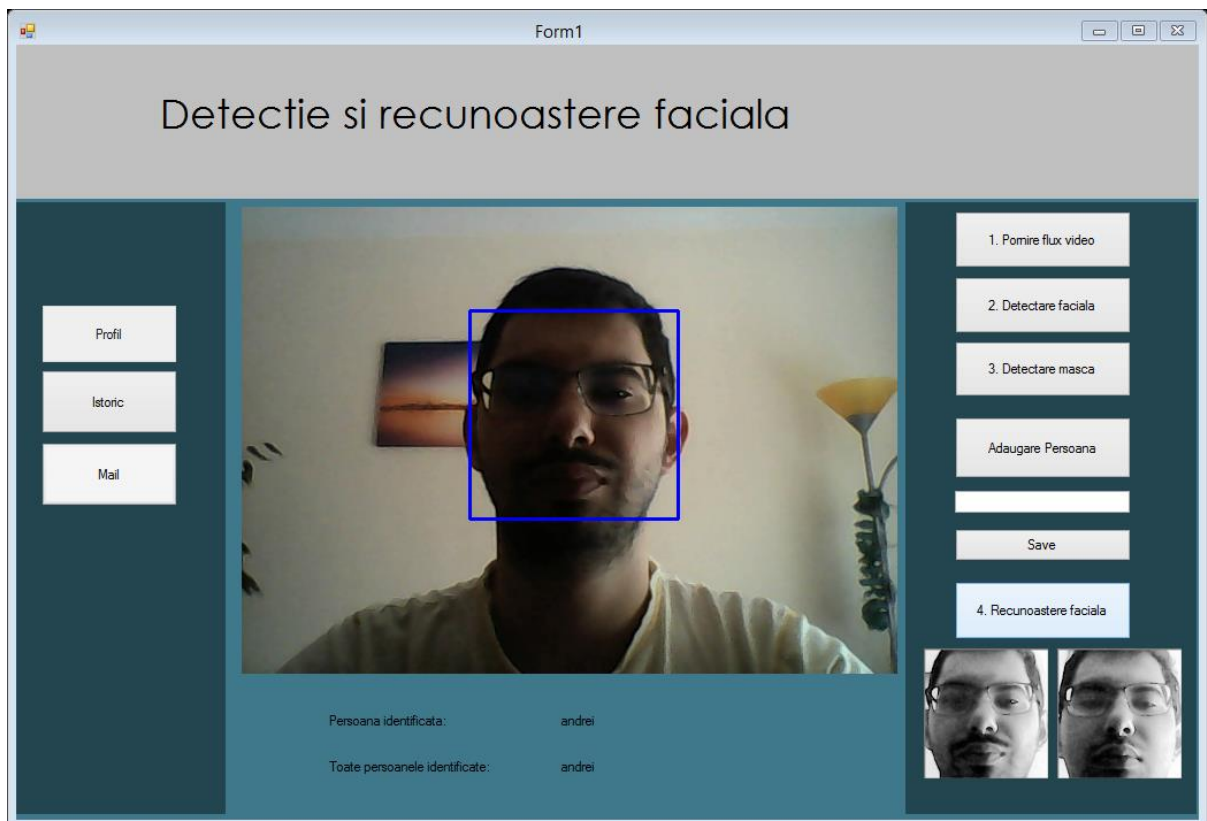 Form1
Detectie si recunoastere faciala
Profil
Istoric
Mail
1. Pornire flux video
2. Detectare faciala
3. Detectare masca
Adaugare Persoana
Save
4. Recunoastere faciala
Persoana identificata: andrei
Toate persoanele identificate: andrei